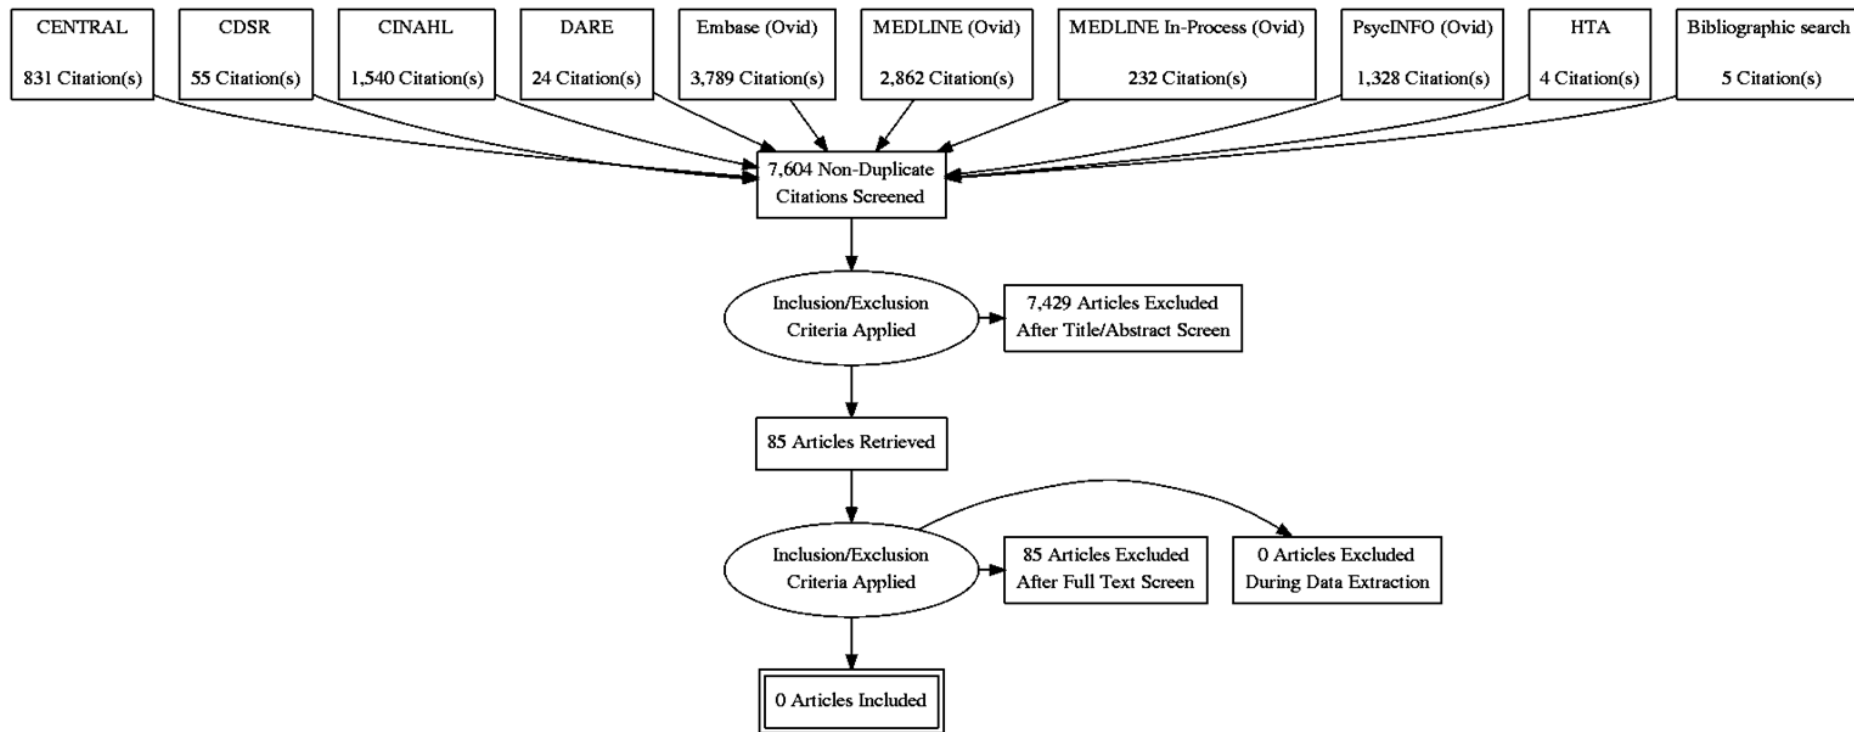 CENTRAL
831 Citation(s)
CDSR
55 Citation(s)
CINAHL
1,540 Citation(s)
DARE
24 Citation(s)
Embase (Ovid)
3,789 Citation(s)
MEDLINE (Ovid)
2,862 Citation(s)
MEDLINE In-Process (Ovid)
232 Citation(s)
PsycINFO (Ovid)
1,328 Citation(s)
HTA
4 Citation(s)
Bibliographic search
5 Citation(s)
7,604 Non-Duplicate
Citations Screened
Inclusion/Exclusion
Criteria Applied
7,429 Articles Excluded
After Title/Abstract Screen
85 Articles Retrieved
Inclusion/Exclusion
Criteria Applied
85 Articles Excluded
After Full Text Screen
0 Articles Excluded
During Data Extraction
0 Articles Included